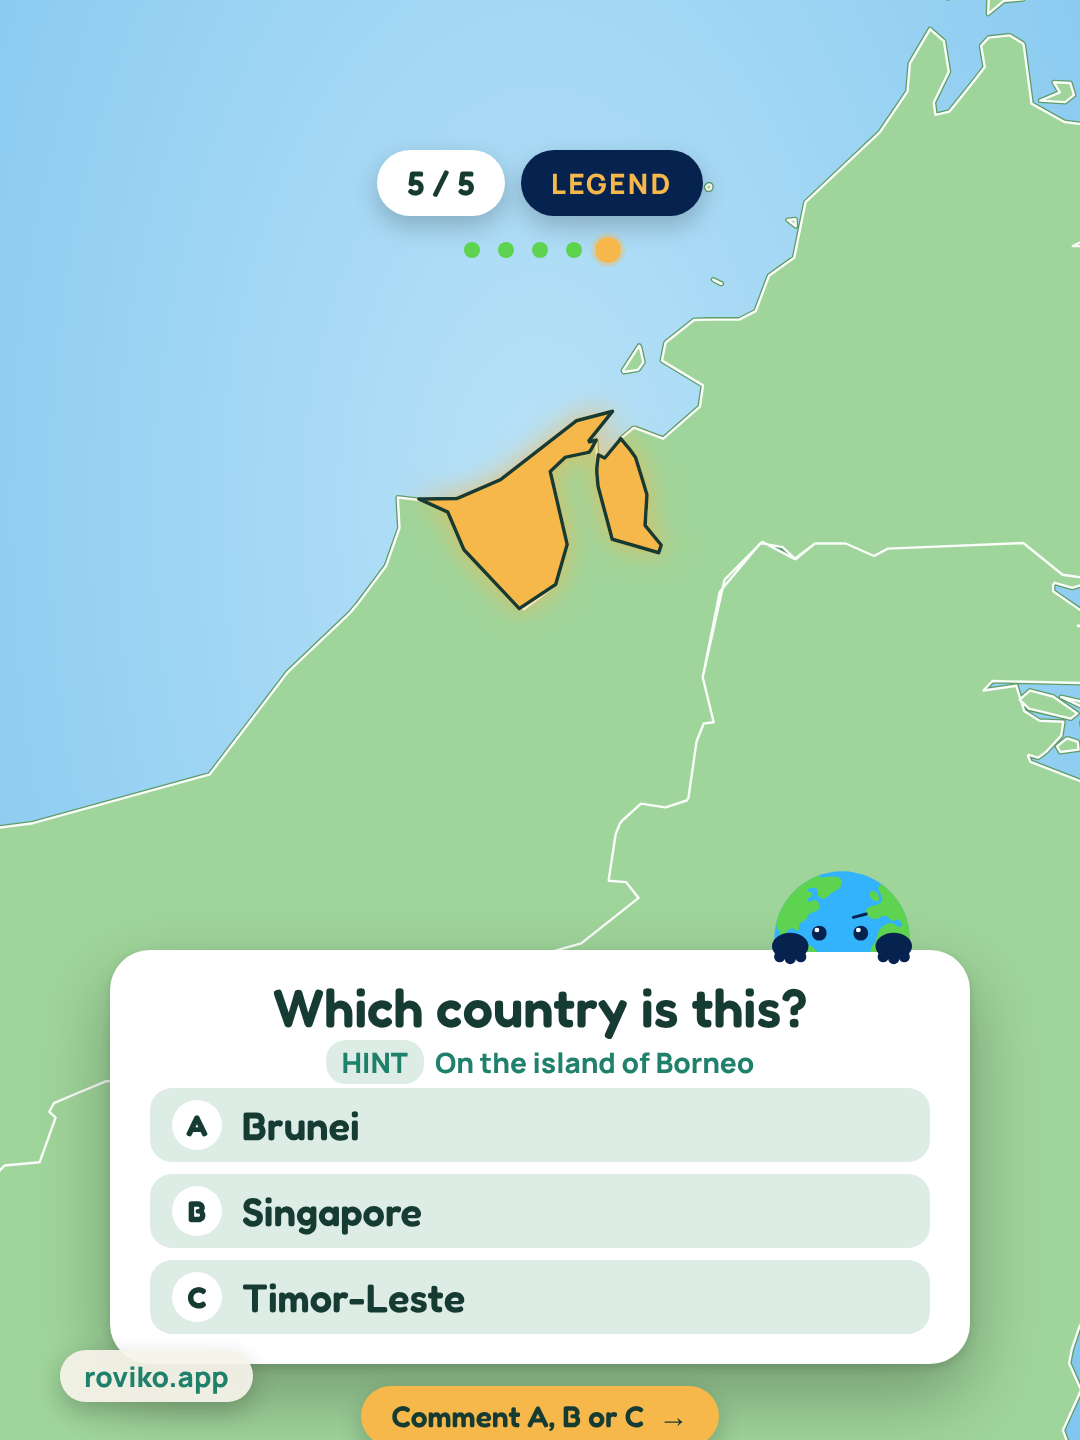 5 / 5
LEGEND
Which country is this?
HINT On the island of Borneo
A Brunei
B Singapore
C Timor-Leste
roviko.app
Comment A, B or C →